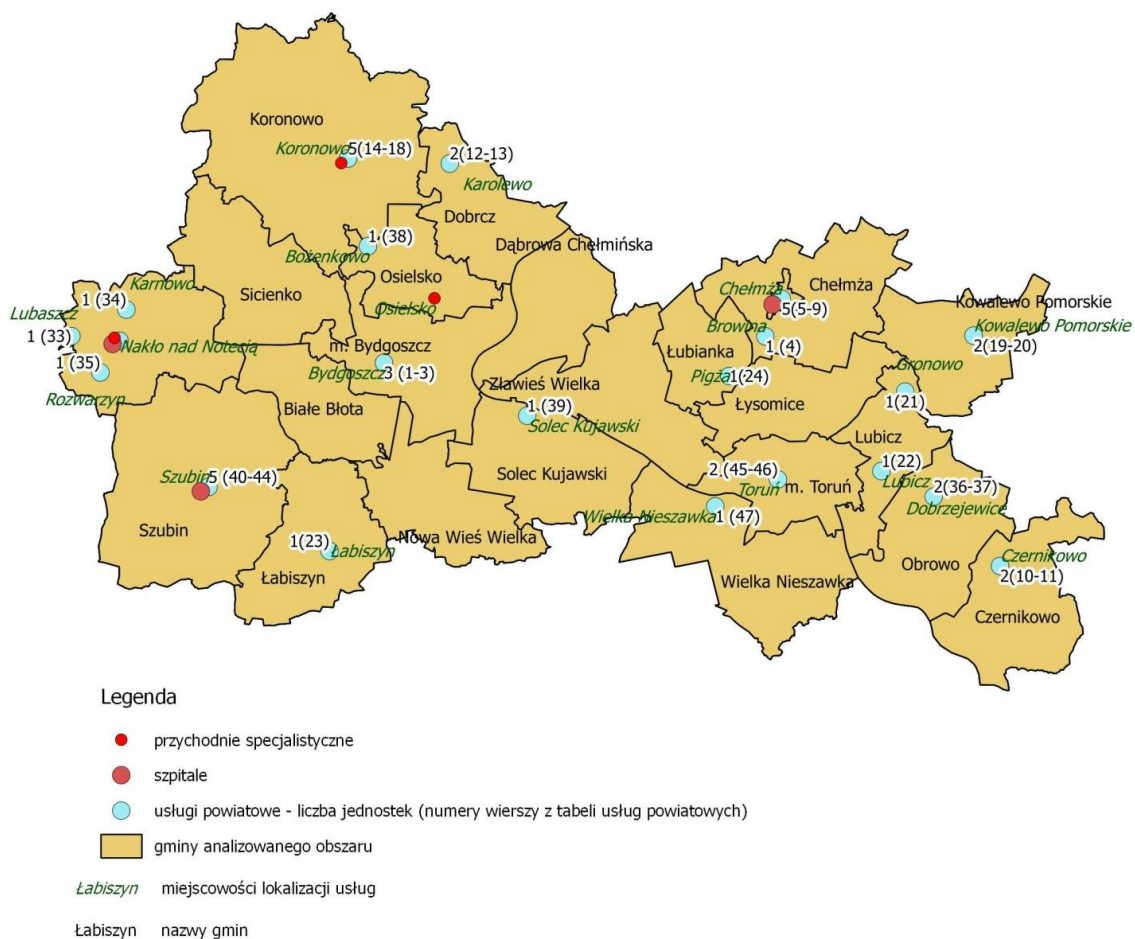 Koronowo
Koronowo
5(14-18)
2(12-13)
Karolewo
Dobrcz
Dąbrowa Chełmińska
1 (38)
Bożenkowo
Osielsko
Osielsko
Sicienko
Karnowo
1 (34)
Lubaszcz
1 (33)
Nakło nad Notecią
1 (35)
Rozwarzyn
m. Bydgoszcz
Bydgoszcz
3 (1-3)
Białe Błota
Chełmża
Chełmża
5(5-9)
Browina
1 (4)
Łubianka
Pigża
1(24)
Kowalewo Pomorskie
Kowalewo Pomorskie
2(19-20)
Gronowo
1(21)
Zławieś Wielka
Łysomice
1 (39)
Solec Kujawski
Solec Kujawski
Lubicz
1(22)
Lubicz
2 (45-46)
Toruń
m. Toruń
2(36-37)
Dobrzejewice
Szubin
5 (40-44)
Szubin
Wielka Nieszawka
1 (47)
Nowa Wieś Wielka
1(23)
Łabiszyn
Łabiszyn
Wielka Nieszawka
Obrowo
Czernikowo
2(10-11)
Czernikowo
Legenda
przychodnie specjalistyczne
szpitale
usługi powiatowe - liczba jednostek (numery wierszy z tabeli usług powiatowych)
gminy analizowanego obszaru
Łabiszyn miejscowości lokalizacji usług
Łabiszyn nazwy gmin